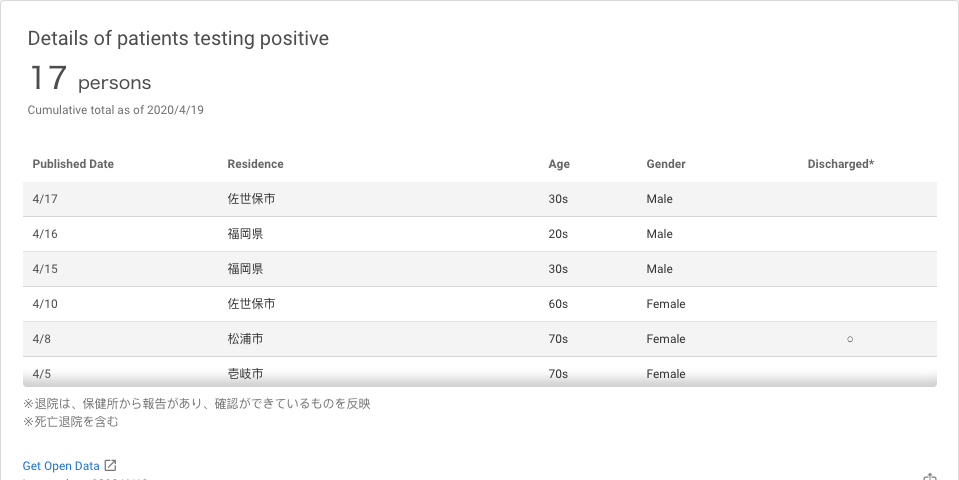 Details of patients testing positive
17 persons
Cumulative total as of 2020/4/19
Published Date Residence Age Gender Discharged*
4/17 佐世保市 30s Male
4/16 福岡県 20s Male
4/15 福岡県 30s Male
4/10 佐世保市 60s Female
4/8 松浦市 70s Female ○
4/5 壱岐市 70s Female
※退院は、保健所から報告があり、確認ができているものを反映
※死亡退院を含む
Get Open Data